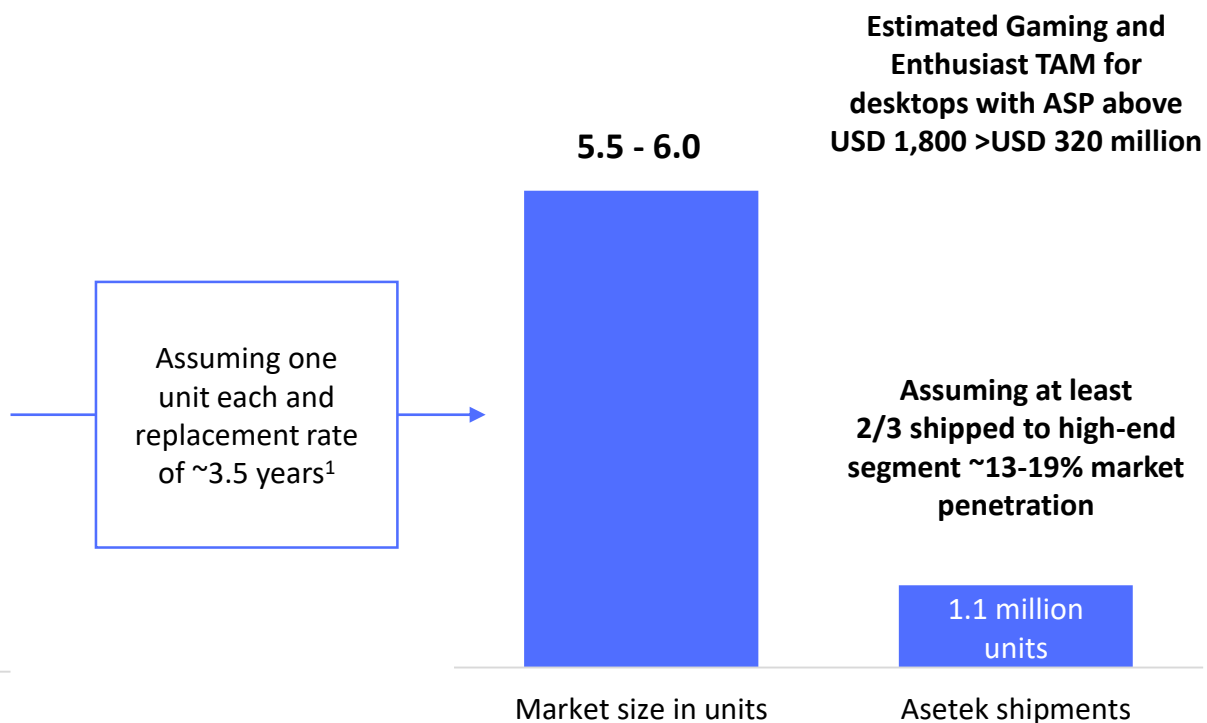 Estimated Gaming and
Enthusiast TAM for
desktops with ASP above
USD 1,800 >USD 320 million
5.5 - 6.0
Assuming one
unit each and
replacement rate
of ~3.5 years¹
Assuming at least
2/3 shipped to high-end
segment ~13-19% market
penetration
1.1 million
units
Market size in units
Asetek shipments